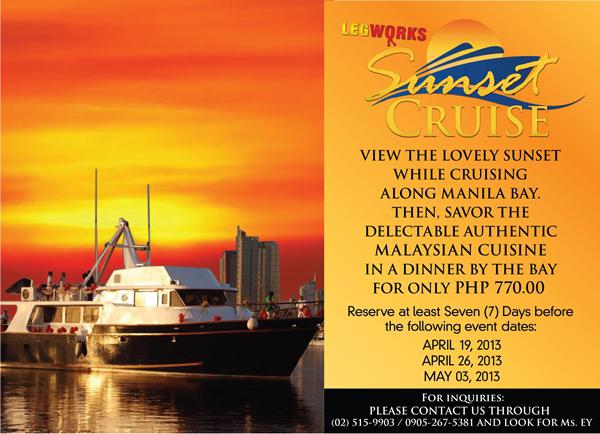 LEGWORKS
Sunset
CRUISE
VIEW THE LOVELY SUNSET
WHILE CRUISING
ALONG MANILA BAY.
THEN, SAVOR THE
DELECTABLE AUTHENTIC
MALAYSIAN CUISINE
IN A DINNER BY THE BAY
FOR ONLY PHP 770.00
Reserve at least Seven (7) Days before
the following event dates:
APRIL 19, 2013
APRIL 26, 2013
MAY 03, 2013
FOR INQUIRIES:
PLEASE CONTACT US THROUGH
(02) 515-9903 / 0905-267-5381 AND LOOK FOR MS. EY